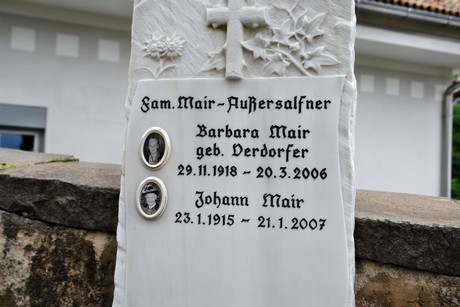 Fam. Mair-Außersalfner
Barbara Mair
geb. Verdorfer
29.11.1918 ~ 20.3.2006
Johann Mair
23.1.1915 ~ 21.1.2007